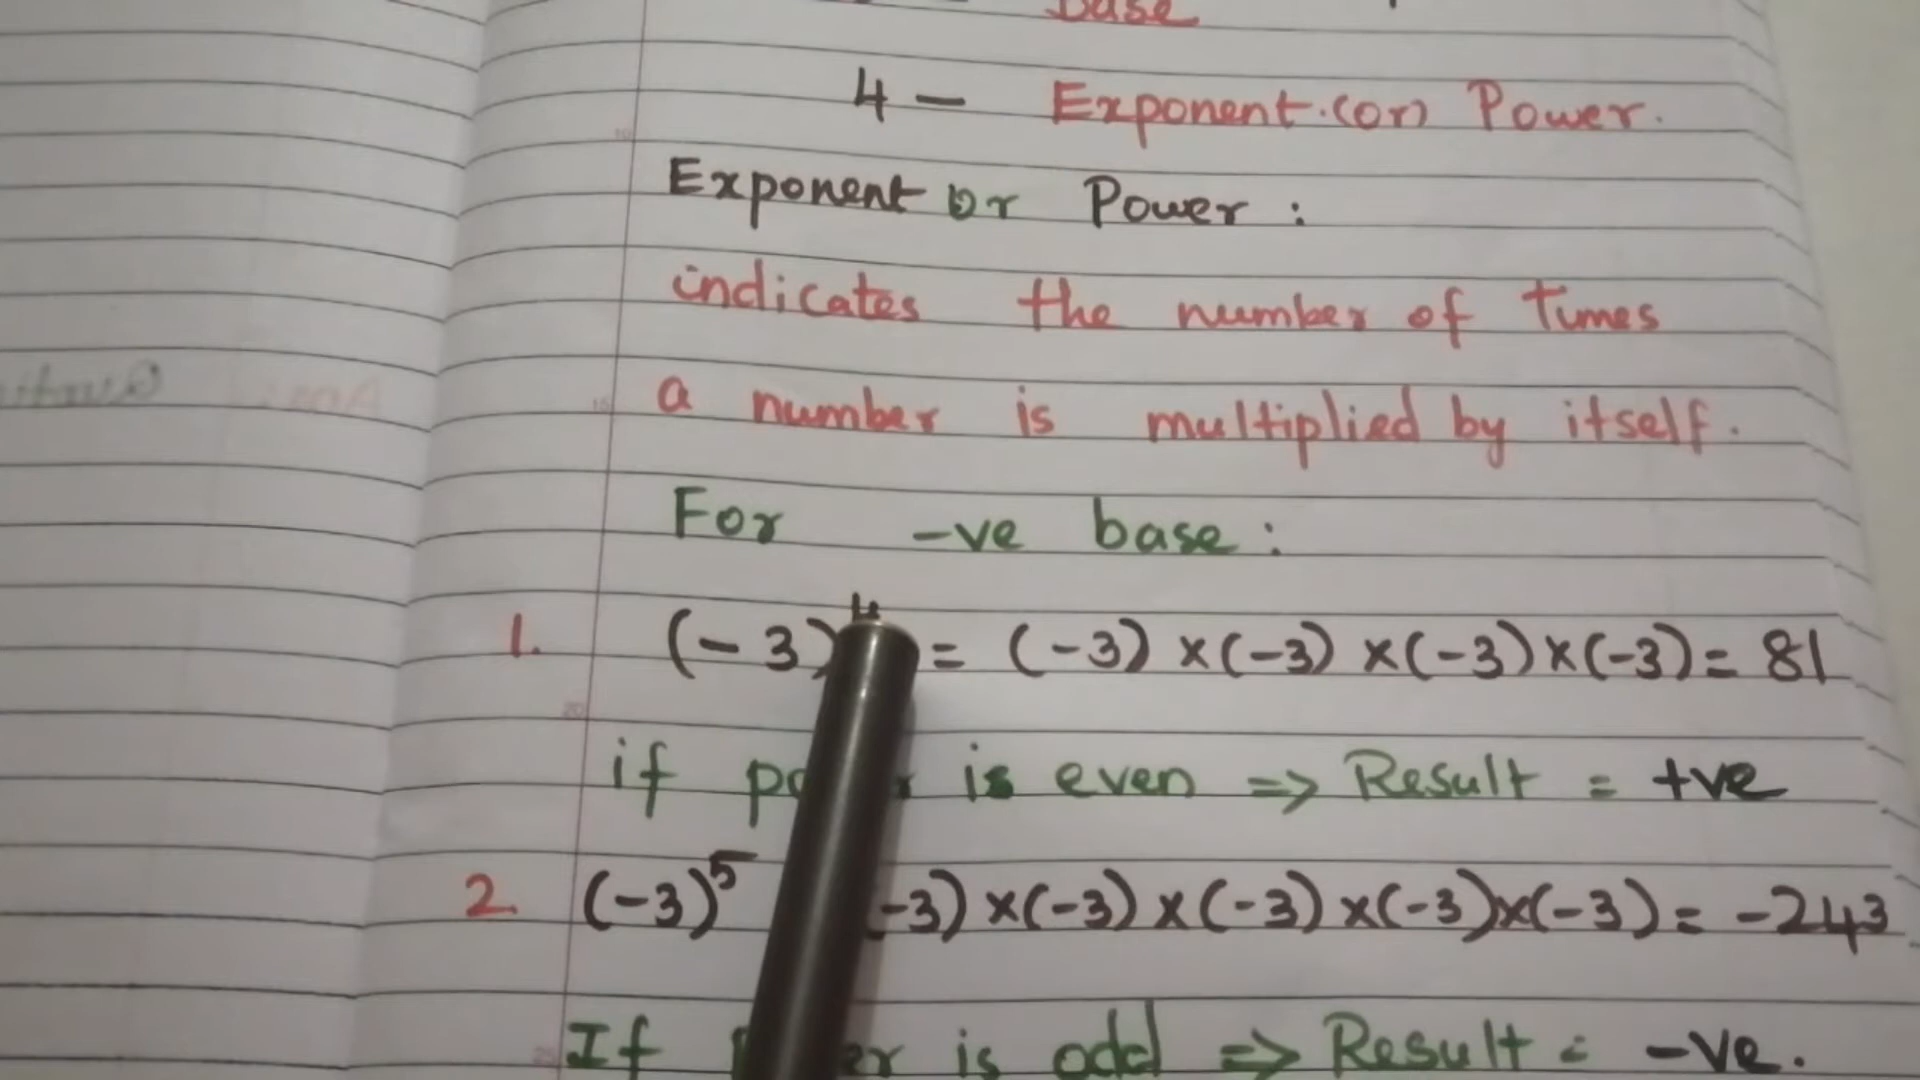 base
4 - Exponent (or) Power.
Exponent or Power :
indicates the number of times
a number is multiplied by itself.
For -ve base :
1. (-3)⁴ = (-3) ×(-3) ×(-3)×(-3)= 81
if is even => Result = +ve
2. (-3)⁵ -3) ×(-3) ×(-3) ×(-3)×(-3) = -243
If is odd => Result = -ve.